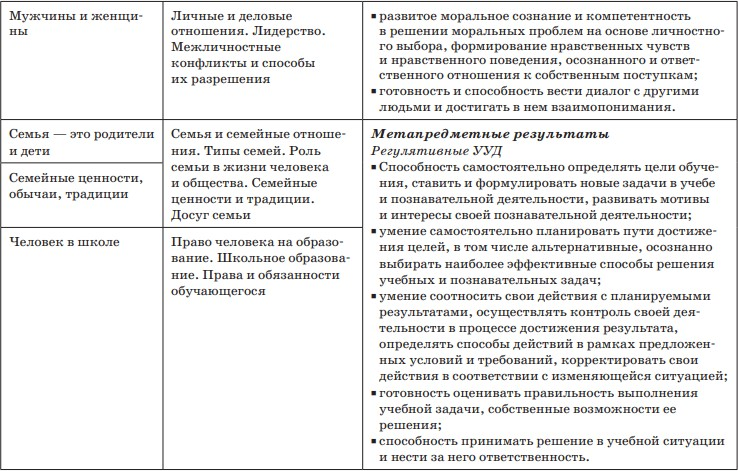 Мужчины и женщи-
ны
Личные и деловые
отношения. Лидерство.
Межличностные
конфликты и способы
их разрешения
▪ развитое моральное сознание и компетентность
в решении моральных проблем на основе личностно-
го выбора, формирование нравственных чувств
и нравственного поведения, осознанного и ответ-
ственного отношения к собственным поступкам;
▪ готовность и способность вести диалог с другими
людьми и достигать в нем взаимопонимания.
Семья — это родители
и дети
Семейные ценности,
обычаи, традиции
Семья и семейные отноше-
ния. Типы семей. Роль
семьи в жизни человека
и общества. Семейные
ценности и традиции.
Досуг семьи
Человек в школе
Право человека на образо-
вание. Школьное образова-
ние. Права и обязанности
обучающегося
Метапредметные результаты
Регулятивные УУД
▪ Способность самостоятельно определять цели обуче-
ния, ставить и формулировать новые задачи в учебе
и познавательной деятельности, развивать мотивы
и интересы своей познавательной деятельности;
▪ умение самостоятельно планировать пути достиже-
ния целей, в том числе альтернативные, осознанно
выбирать наиболее эффективные способы решения
учебных и познавательных задач;
▪ умение соотносить свои действия с планируемыми
результатами, осуществлять контроль своей дея-
тельности в процессе достижения результата,
определять способы действий в рамках предложен-
ных условий и требований, корректировать свои
действия в соответствии с изменяющейся ситуацией;
▪ готовность оценивать правильность выполнения
учебной задачи, собственные возможности ее
решения;
▪ способность принимать решение в учебной ситуации
и нести за него ответственность.